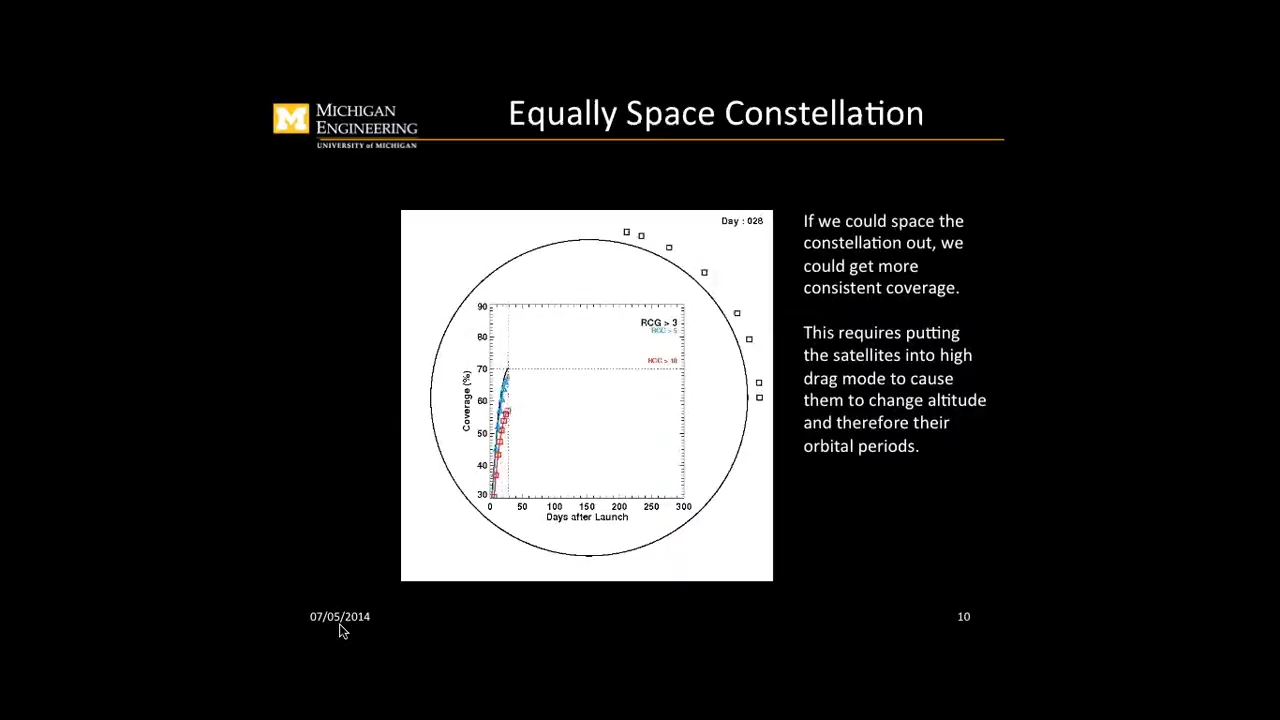 MICHIGAN
ENGINEERING
UNIVERSITY of MICHIGAN
Equally Space Constellation
Day : 028
90
80
70
60
50
40
30
Coverage (%)
RCG > 3
RCG > 5
RCG > 10
0 50 100 150 200 250 300
Days after Launch
If we could space the
constellation out, we
could get more
consistent coverage.
This requires putting
the satellites into high
drag mode to cause
them to change altitude
and therefore their
orbital periods.
07/05/2014
10